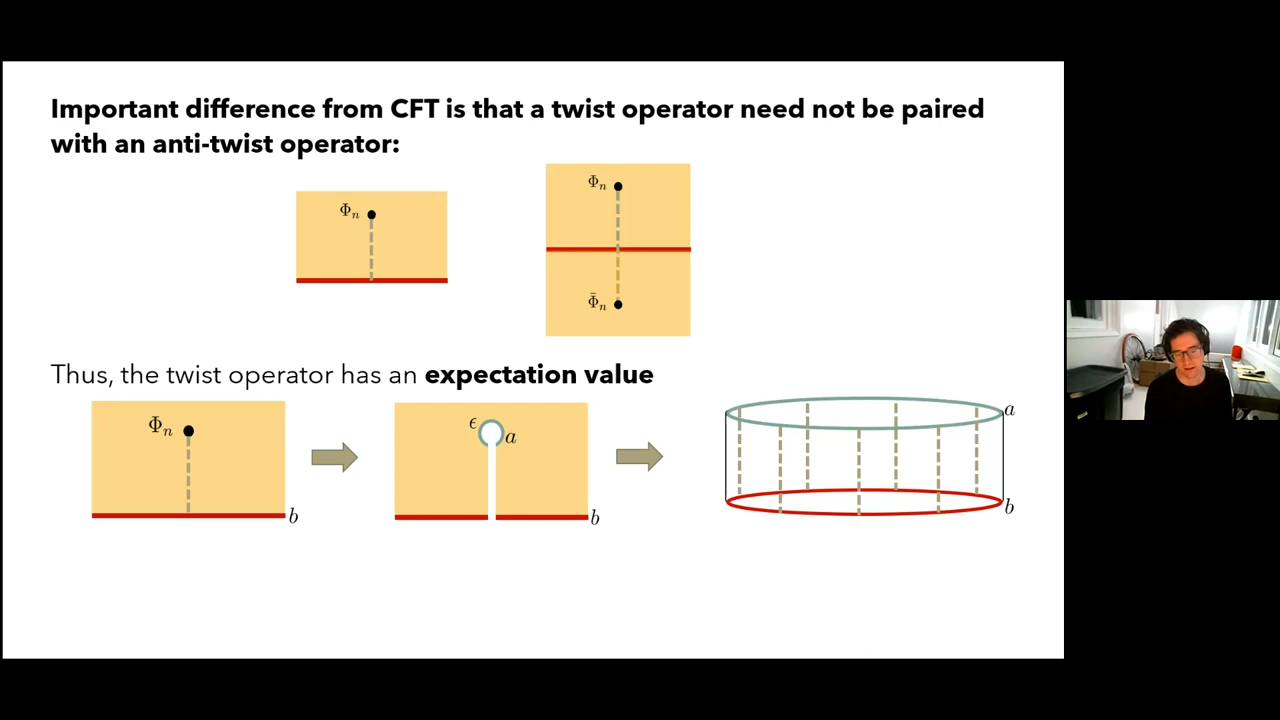 Important difference from CFT is that a twist operator need not be paired
with an anti-twist operator:
Φₙ
Φₙ
Φ̄ₙ
Thus, the twist operator has an expectation value
Φₙ
b
ϵ
a
b
a
b